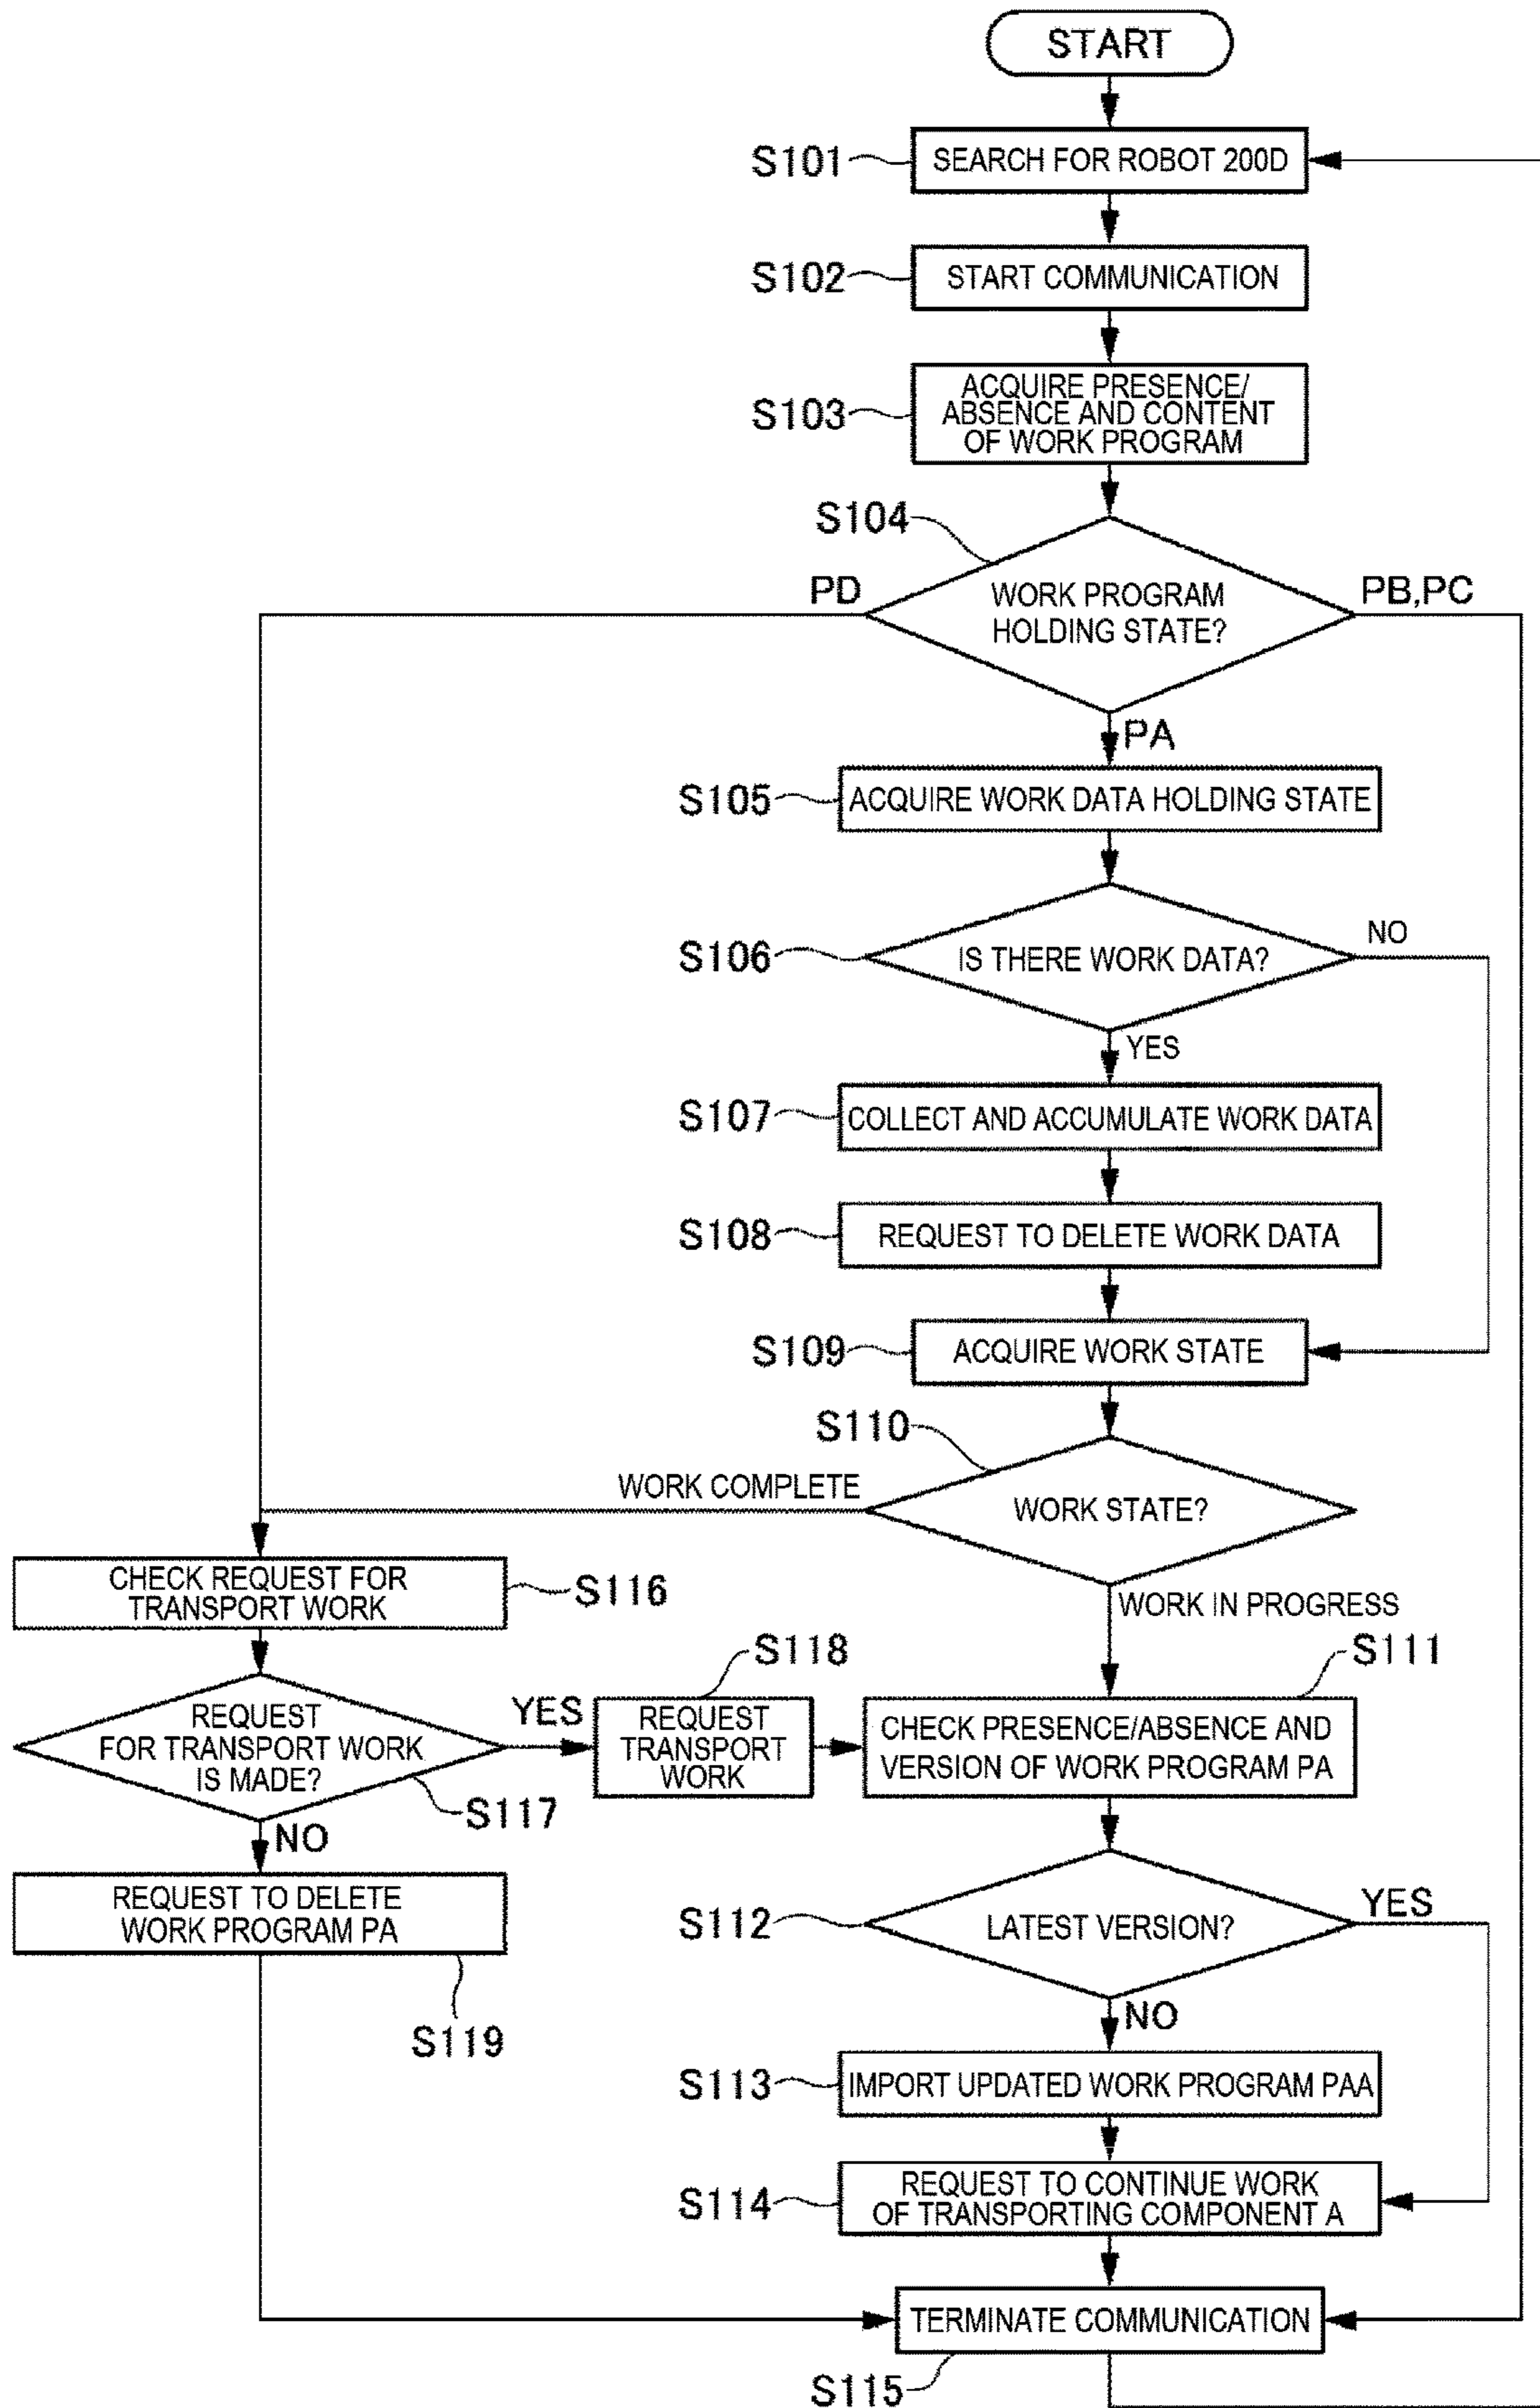 START
S101
SEARCH FOR ROBOT 200D
S102
START COMMUNICATION
S103
ACQUIRE PRESENCE/
ABSENCE AND CONTENT
OF WORK PROGRAM
S104
PD
WORK PROGRAM
HOLDING STATE?
PB,PC
PA
S105
ACQUIRE WORK DATA HOLDING STATE
S106
IS THERE WORK DATA?
NO
YES
S107
COLLECT AND ACCUMULATE WORK DATA
S108
REQUEST TO DELETE WORK DATA
S109
ACQUIRE WORK STATE
S110
WORK COMPLETE
WORK STATE?
WORK IN PROGRESS
CHECK REQUEST FOR
TRANSPORT WORK
S116
REQUEST
FOR TRANSPORT WORK
IS MADE?
S117
YES
S118
REQUEST
TRANSPORT
WORK
S111
CHECK PRESENCE/ABSENCE AND
VERSION OF WORK PROGRAM PA
NO
REQUEST TO DELETE
WORK PROGRAM PA
S119
S112
LATEST VERSION?
YES
NO
S113
IMPORT UPDATED WORK PROGRAM PAA
S114
REQUEST TO CONTINUE WORK
OF TRANSPORTING COMPONENT A
TERMINATE COMMUNICATION
S115